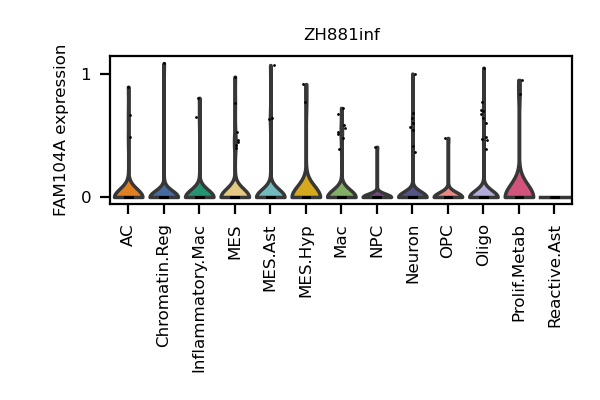 ZH881inf
FAM104A expression
1
0
AC
Chromatin.Reg
Inflammatory.Mac
MES
MES.Ast
MES.Hyp
Mac
NPC
Neuron
OPC
Oligo
Prolif.Metab
Reactive.Ast